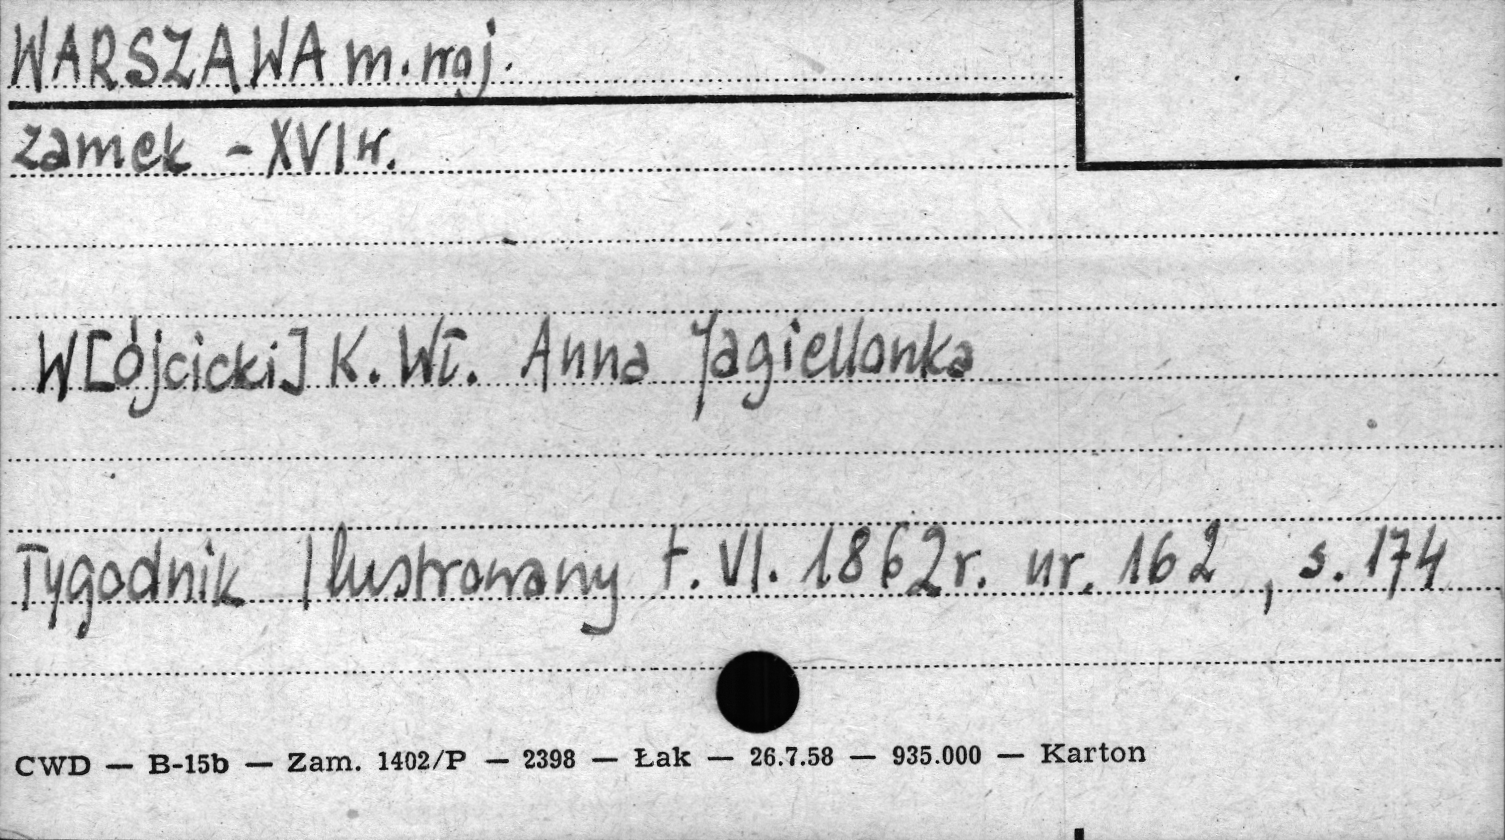 WARSZAWA m. woj.
zamek - XVI w.
W[ójcicki] K. Wł. Anna Jagiellonka
Tygodnik Ilustrowany t. VI. 1862r. nr. 162, s. 174
CWD — B-15b — Zam. 1402/P — 2398 — Łak — 26.7.58 — 935.000 — Karton